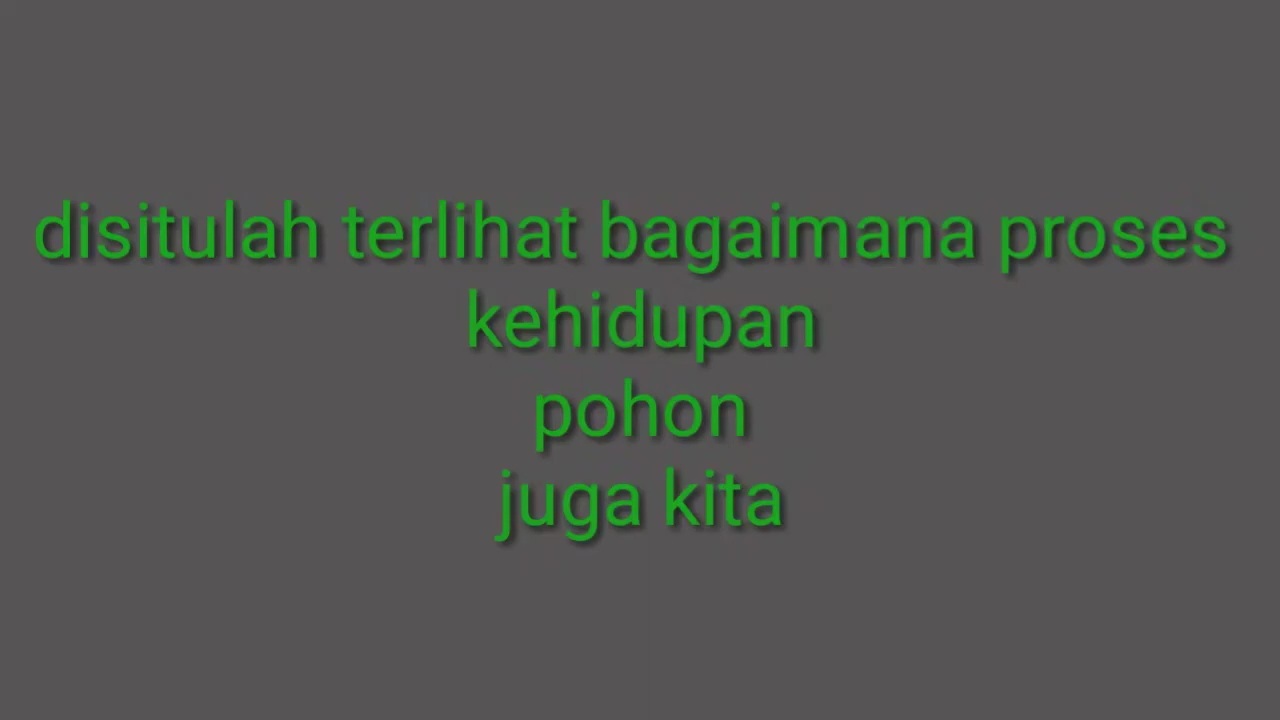 disitulah terlihat bagaimana proses
kehidupan
pohon
juga kita